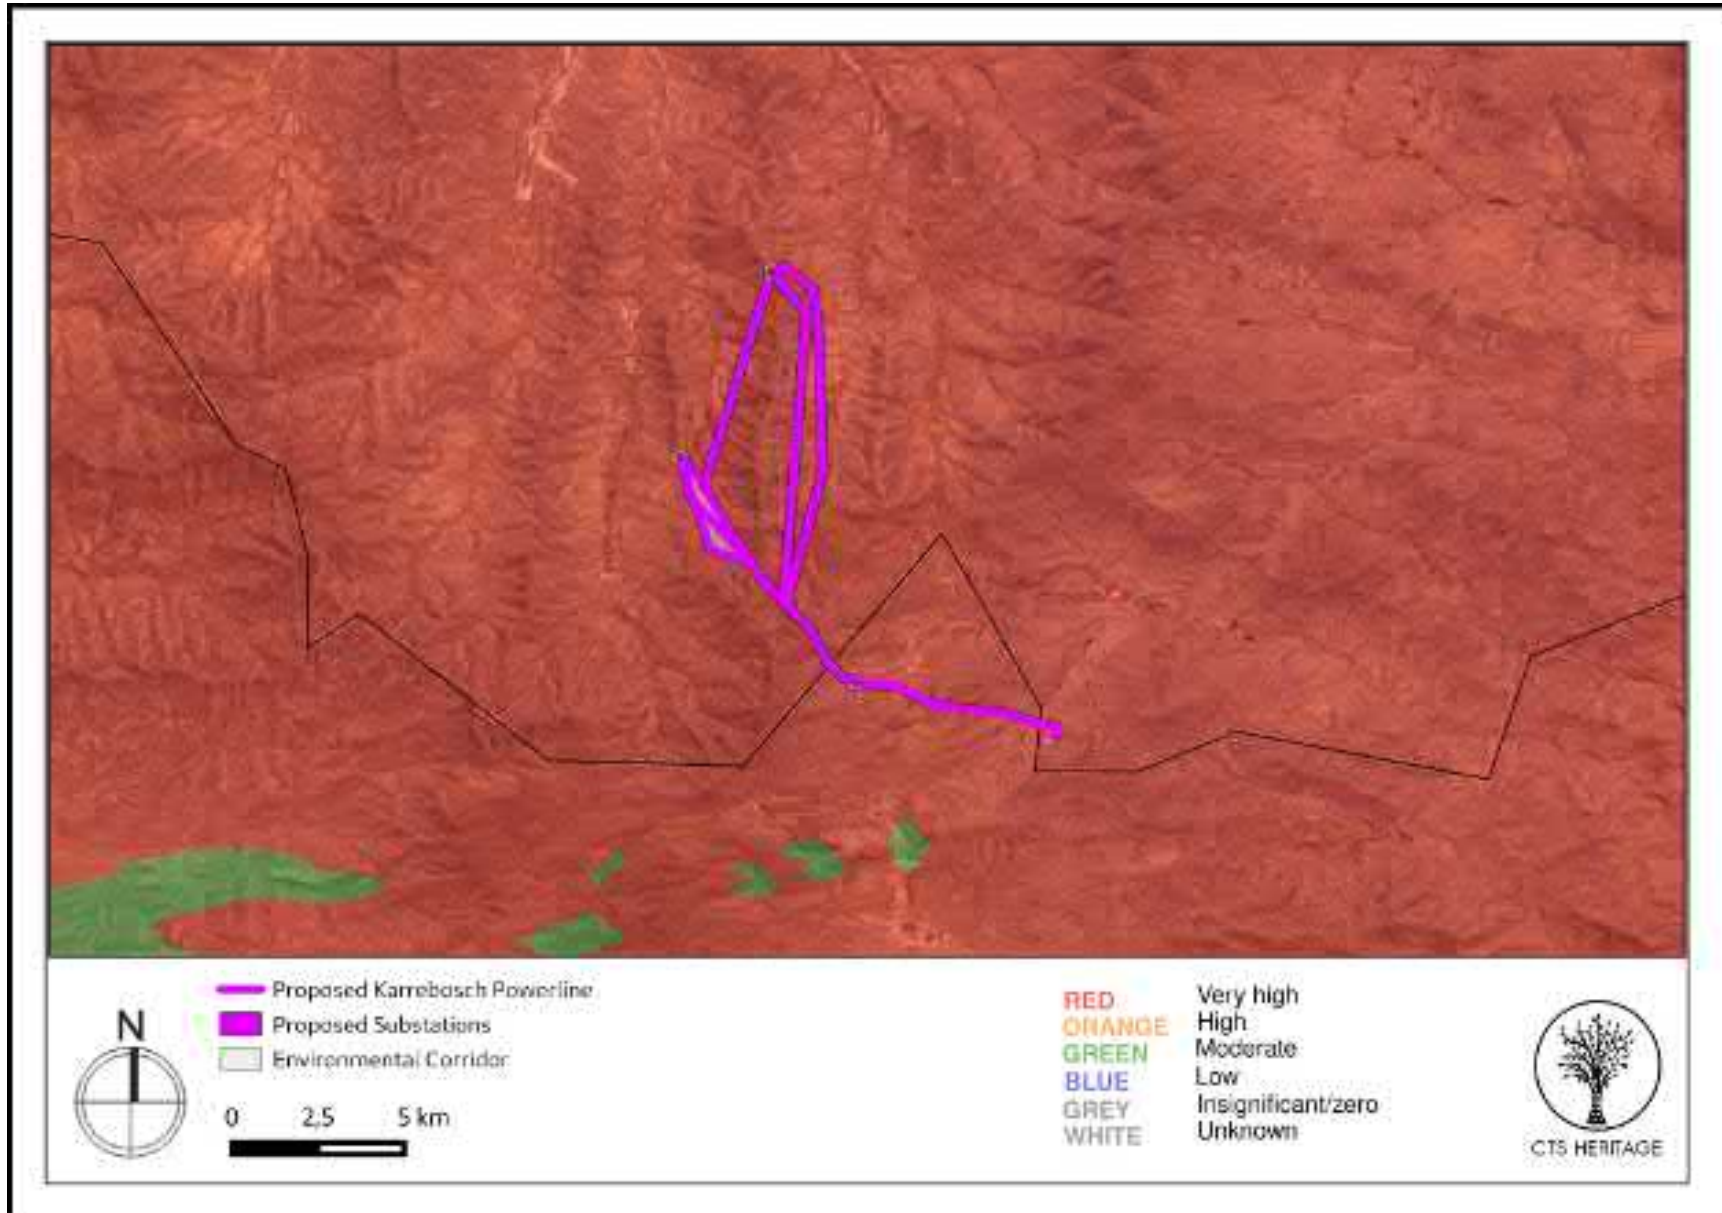 Proposed Karrebosch Powerline
Proposed Substations
Environmental Corridor
N
0 2,5 5 km
RED Very high
ORANGE High
GREEN Moderate
BLUE Low
GREY Insignificant/zero
WHITE Unknown
CTS HERITAGE